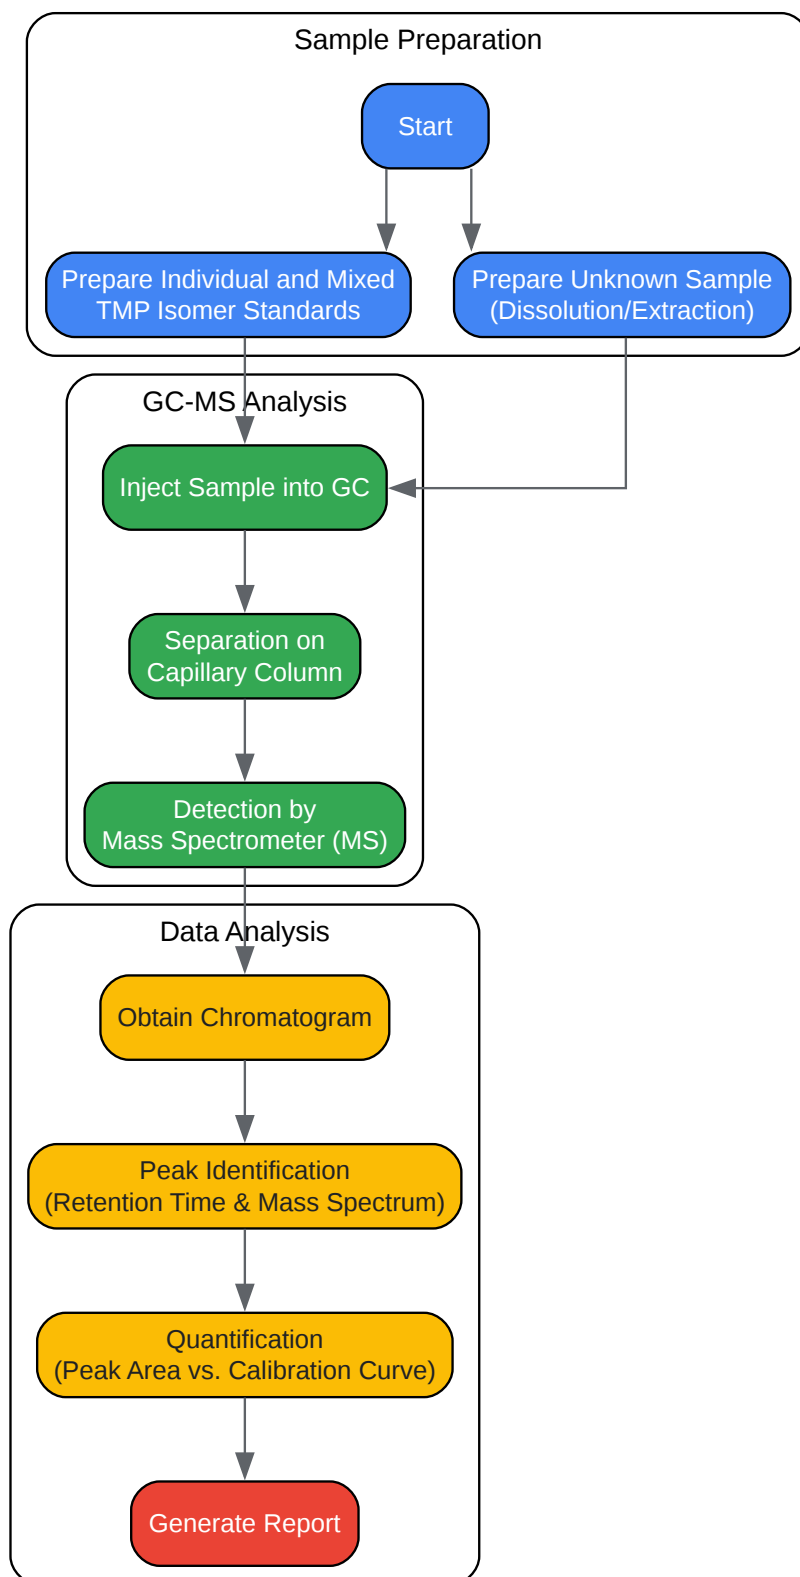 Sample Preparation
Start
Prepare Individual and Mixed
TMP Isomer Standards
Prepare Unknown Sample
(Dissolution/Extraction)
GC-MS Analysis
Inject Sample into GC
Separation on
Capillary Column
Detection by
Mass Spectrometer (MS)
Data Analysis
Obtain Chromatogram
Peak Identification
(Retention Time & Mass Spectrum)
Quantification
(Peak Area vs. Calibration Curve)
Generate Report